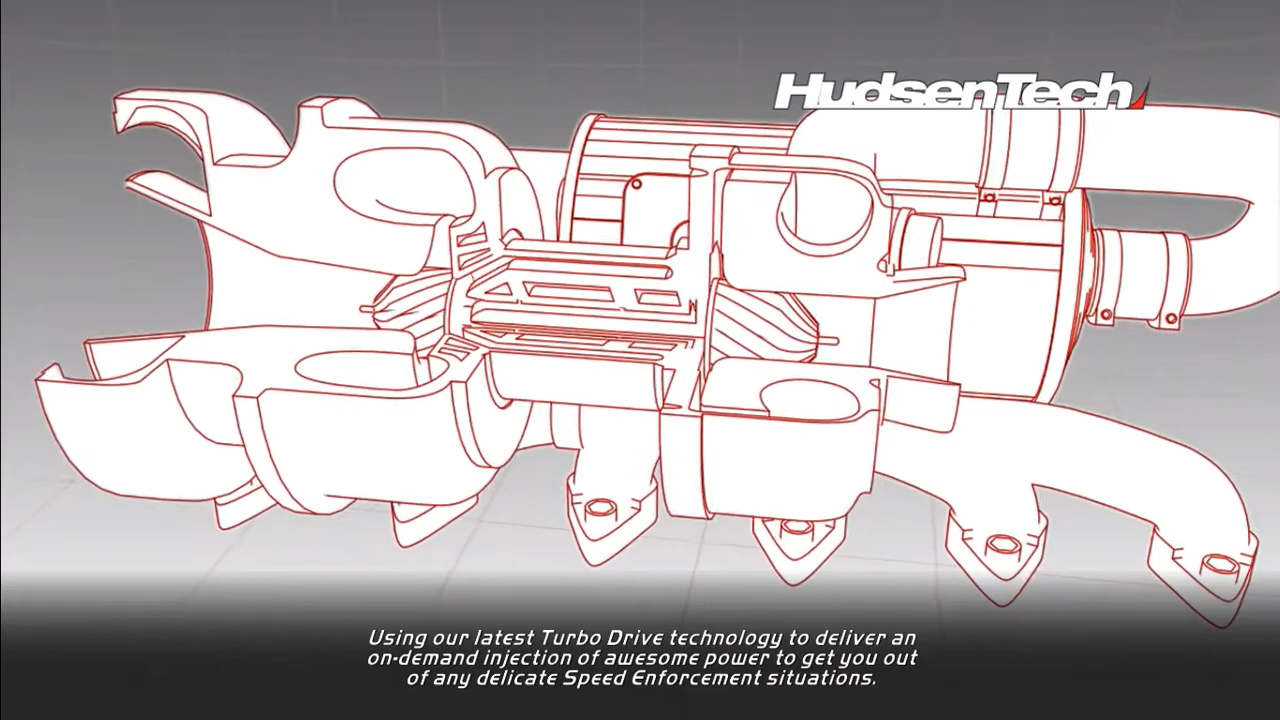 HudsenTech
Using our latest Turbo Drive technology to deliver an
on-demand injection of awesome power to get you out
of any delicate Speed Enforcement situations.